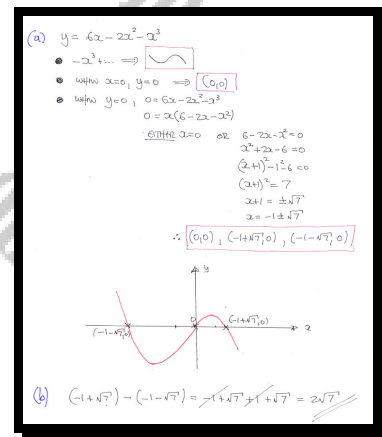 (a) y = 6x - 2x² - x³
• -x³ + ... ⟹
• when x=0, y=0 ⟹ (0,0)
• when y=0, 0 = 6x - 2x² - x³
0 = x(6 - 2x - x²)
EITHER x=0 OR 6 - 2x - x² = 0
x² + 2x - 6 = 0
(x+1)² - 1² - 6 = 0
(x+1)² = 7
x+1 = ±√7
x = -1 ± √7
∴ (0,0), (-1+√7,0), (-1-√7,0)
y
0
(-1+√7,0)
x
(-1-√7,0)
(b) (-1+√7) - (-1-√7) = -1+√7+1+√7 = 2√7